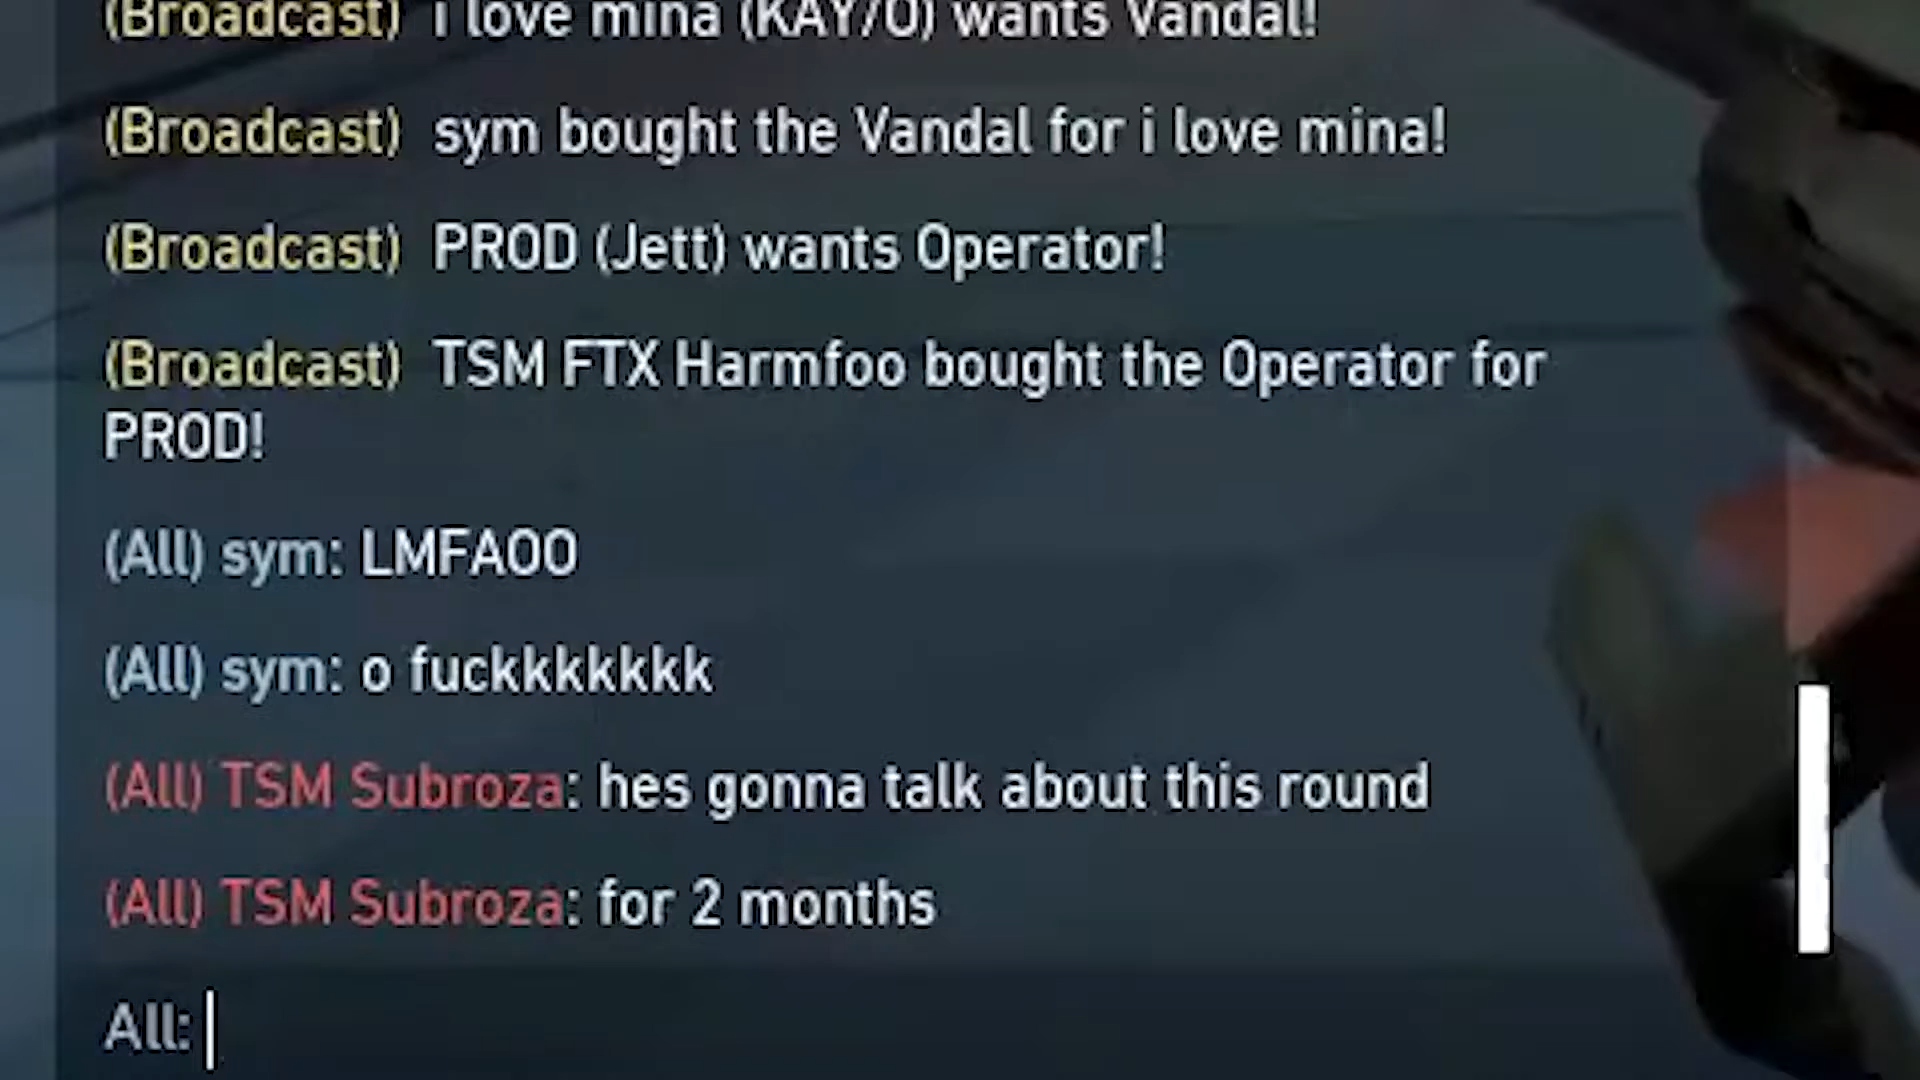 (Broadcast) i love mina (KAY/O) wants Vandal!
(Broadcast) sym bought the Vandal for i love mina!
(Broadcast) PROD (Jett) wants Operator!
(Broadcast) TSM FTX Harmfoo bought the Operator for
PROD!
(All) sym: LMFAOO
(All) sym: o fuckkkkkkk
(All) TSM Subroza: hes gonna talk about this round
(All) TSM Subroza: for 2 months
All: